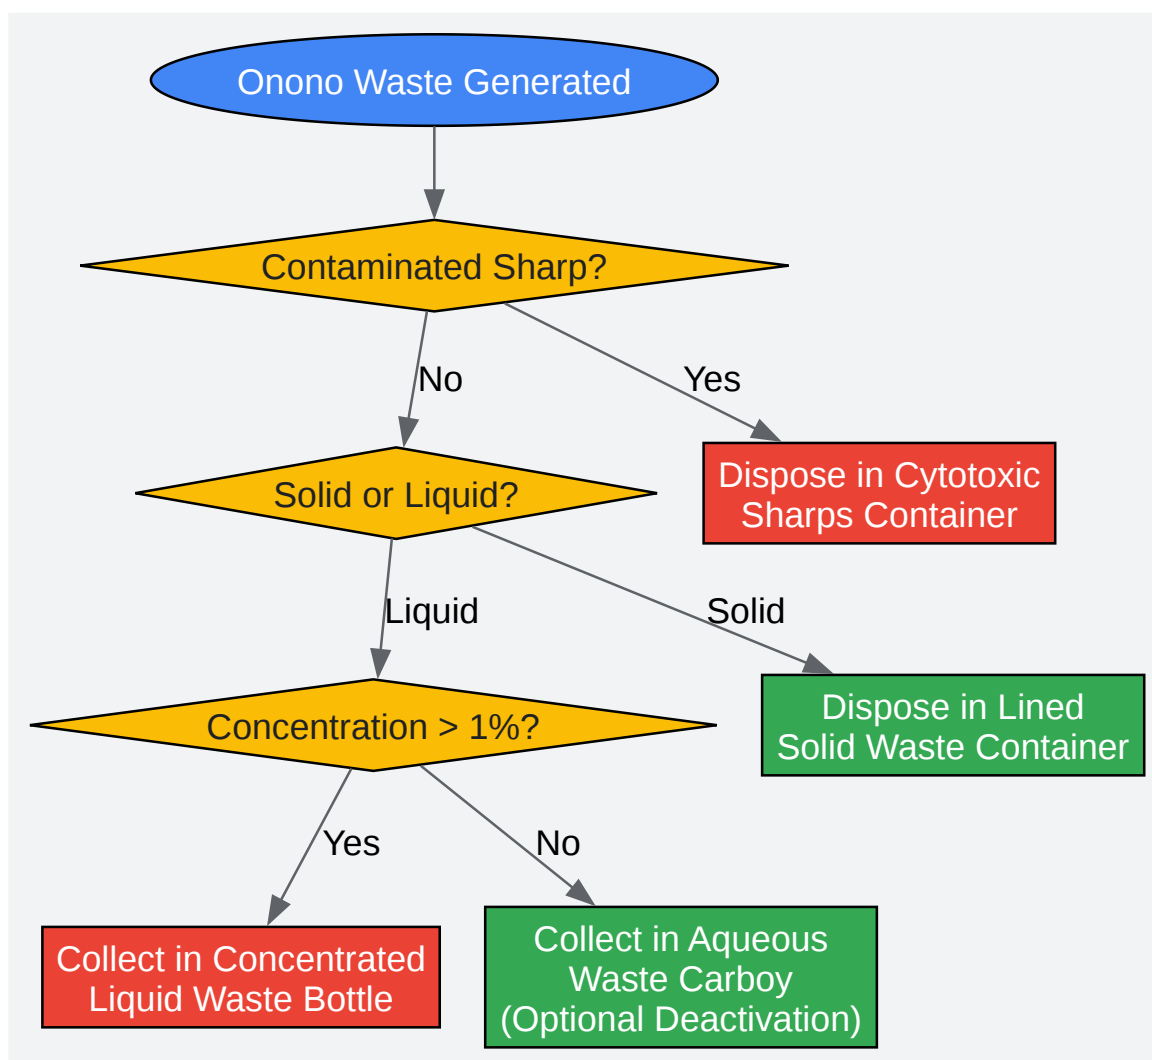 Onono Waste Generated
Contaminated Sharp?
No
Yes
Solid or Liquid?
Dispose in Cytotoxic
Sharps Container
Liquid
Solid
Concentration > 1%?
Dispose in Lined
Solid Waste Container
Yes
No
Collect in Concentrated
Liquid Waste Bottle
Collect in Aqueous
Waste Carboy
(Optional Deactivation)